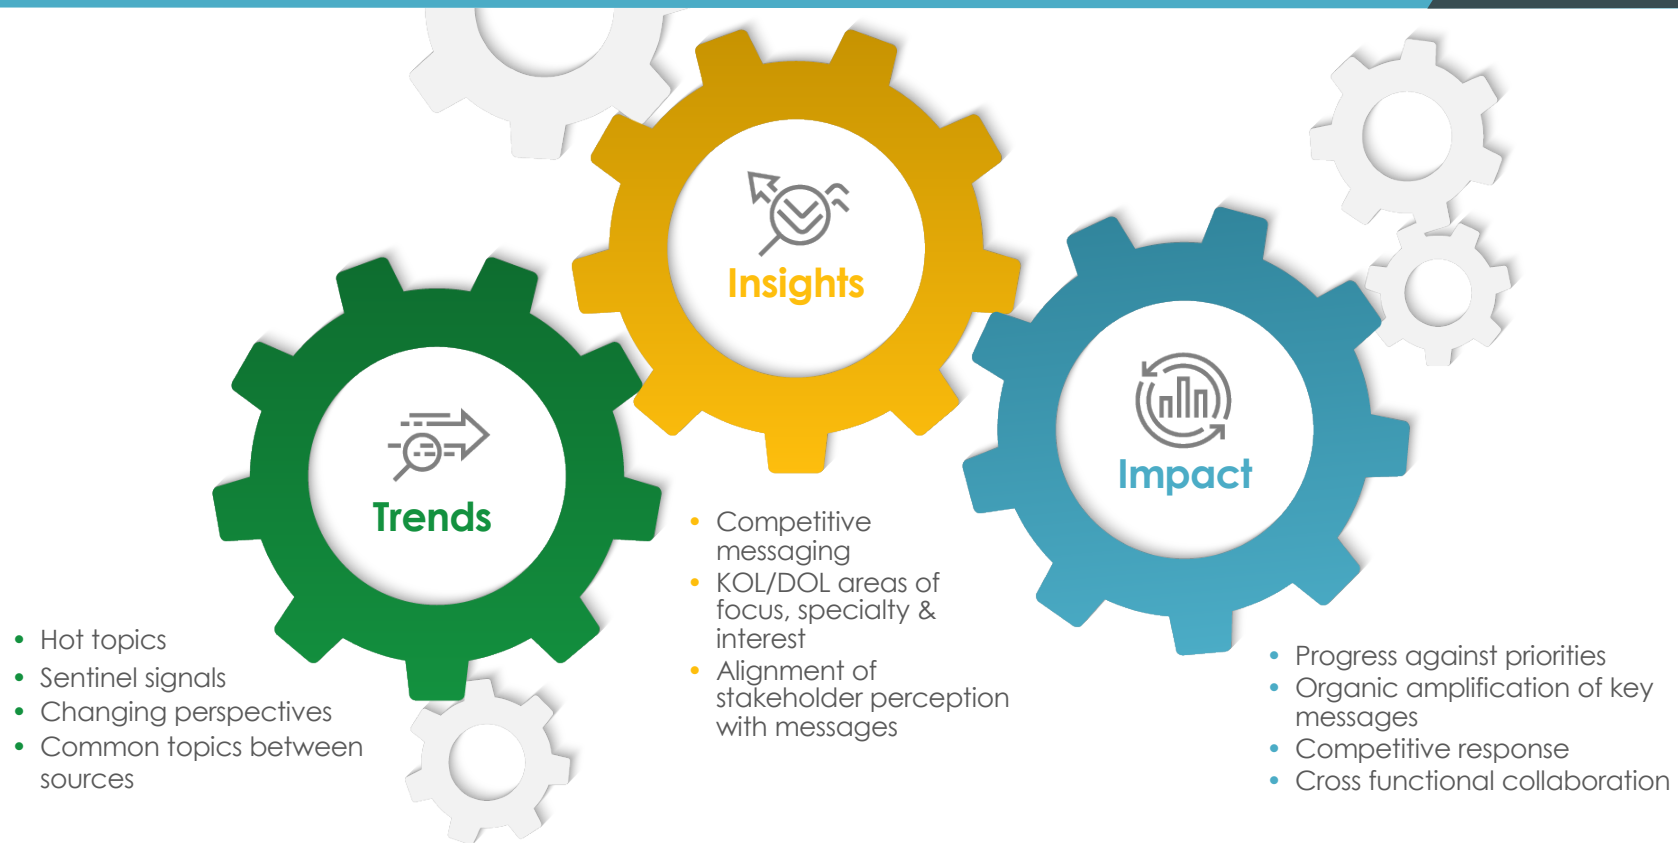 Insights
Impact
Trends
• Competitive
messaging
• KOL/DOL areas of
focus, specialty &
interest
• Alignment of
stakeholder perception
with messages
• Hot topics
• Sentinel signals
• Changing perspectives
• Common topics between
sources
• Progress against priorities
• Organic amplification of key
messages
• Competitive response
• Cross functional collaboration